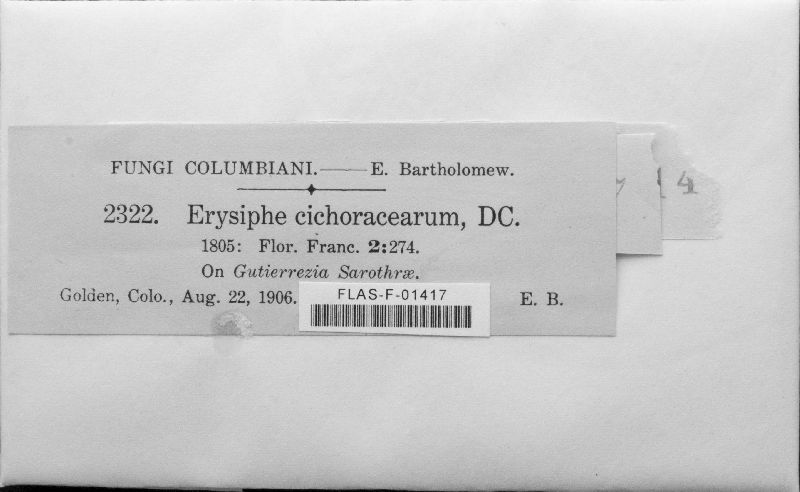 FUNGI COLUMBIANI.—— E. Bartholomew.
2322. Erysiphe cichoracearum, DC.
1805: Flor. Franc. 2:274.
On Gutierrezia Sarothræ.
Golden, Colo., Aug. 22, 1906.
E. B.
FLAS-F-01417
4